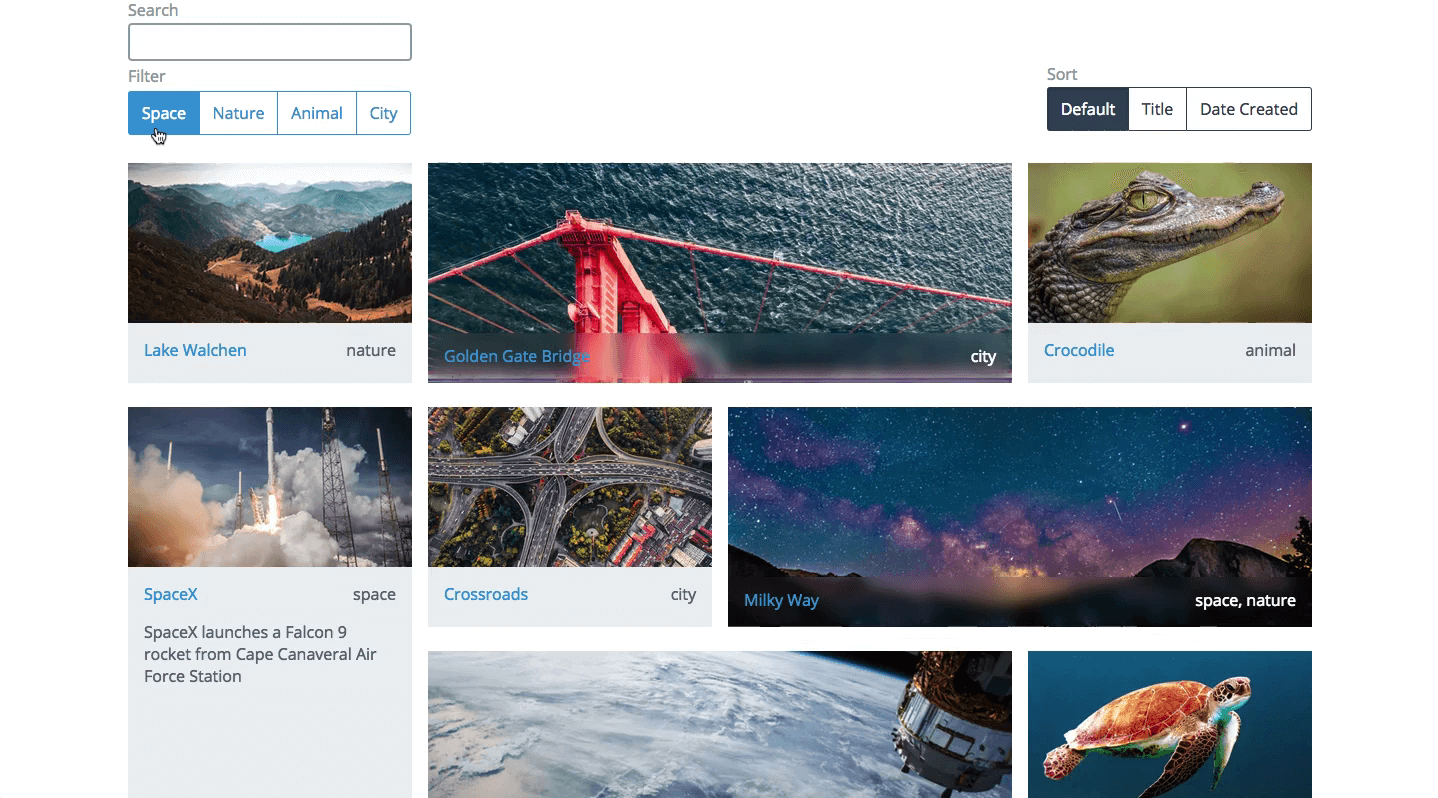 Search
Filter
Sort
Space Nature Animal City
Default Title Date Created
Lake Walchen nature
Golden Gate Bridge city
Crocodile animal
SpaceX space
SpaceX launches a Falcon 9
rocket from Cape Canaveral Air
Force Station
Crossroads city
Milky Way space, nature